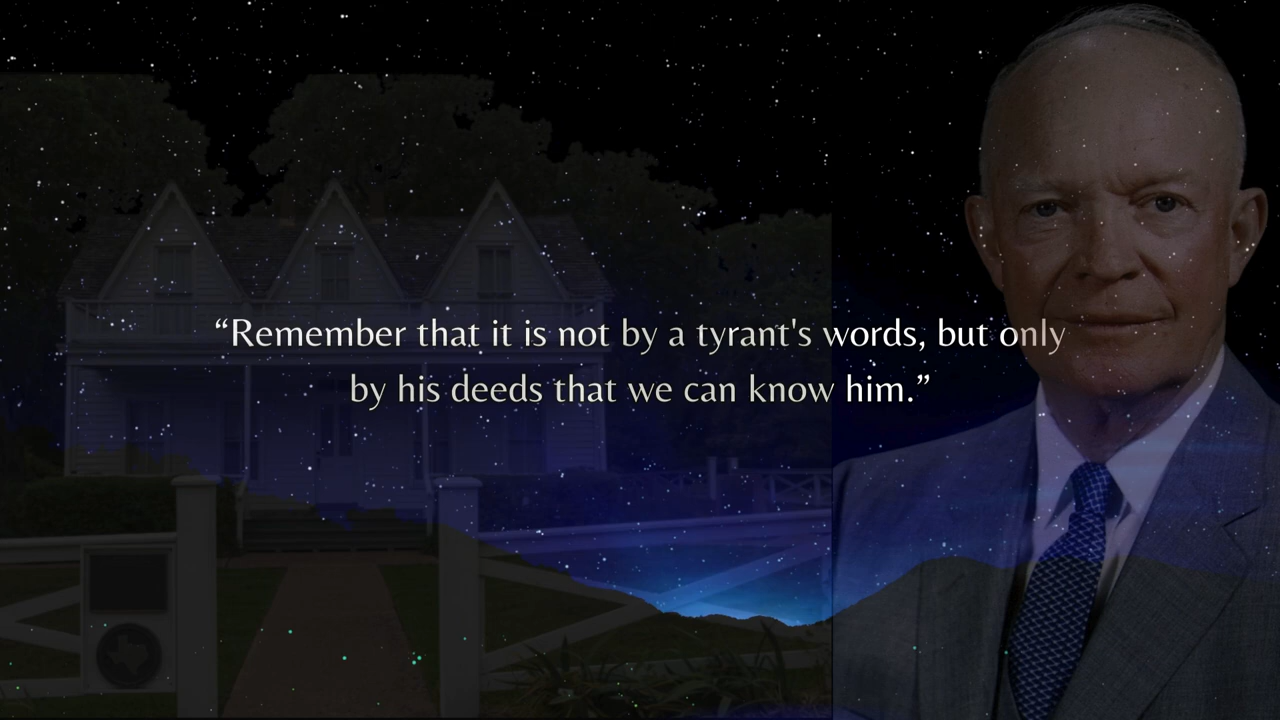 “Remember that it is not by a tyrant's words, but only
by his deeds that we can know him.”